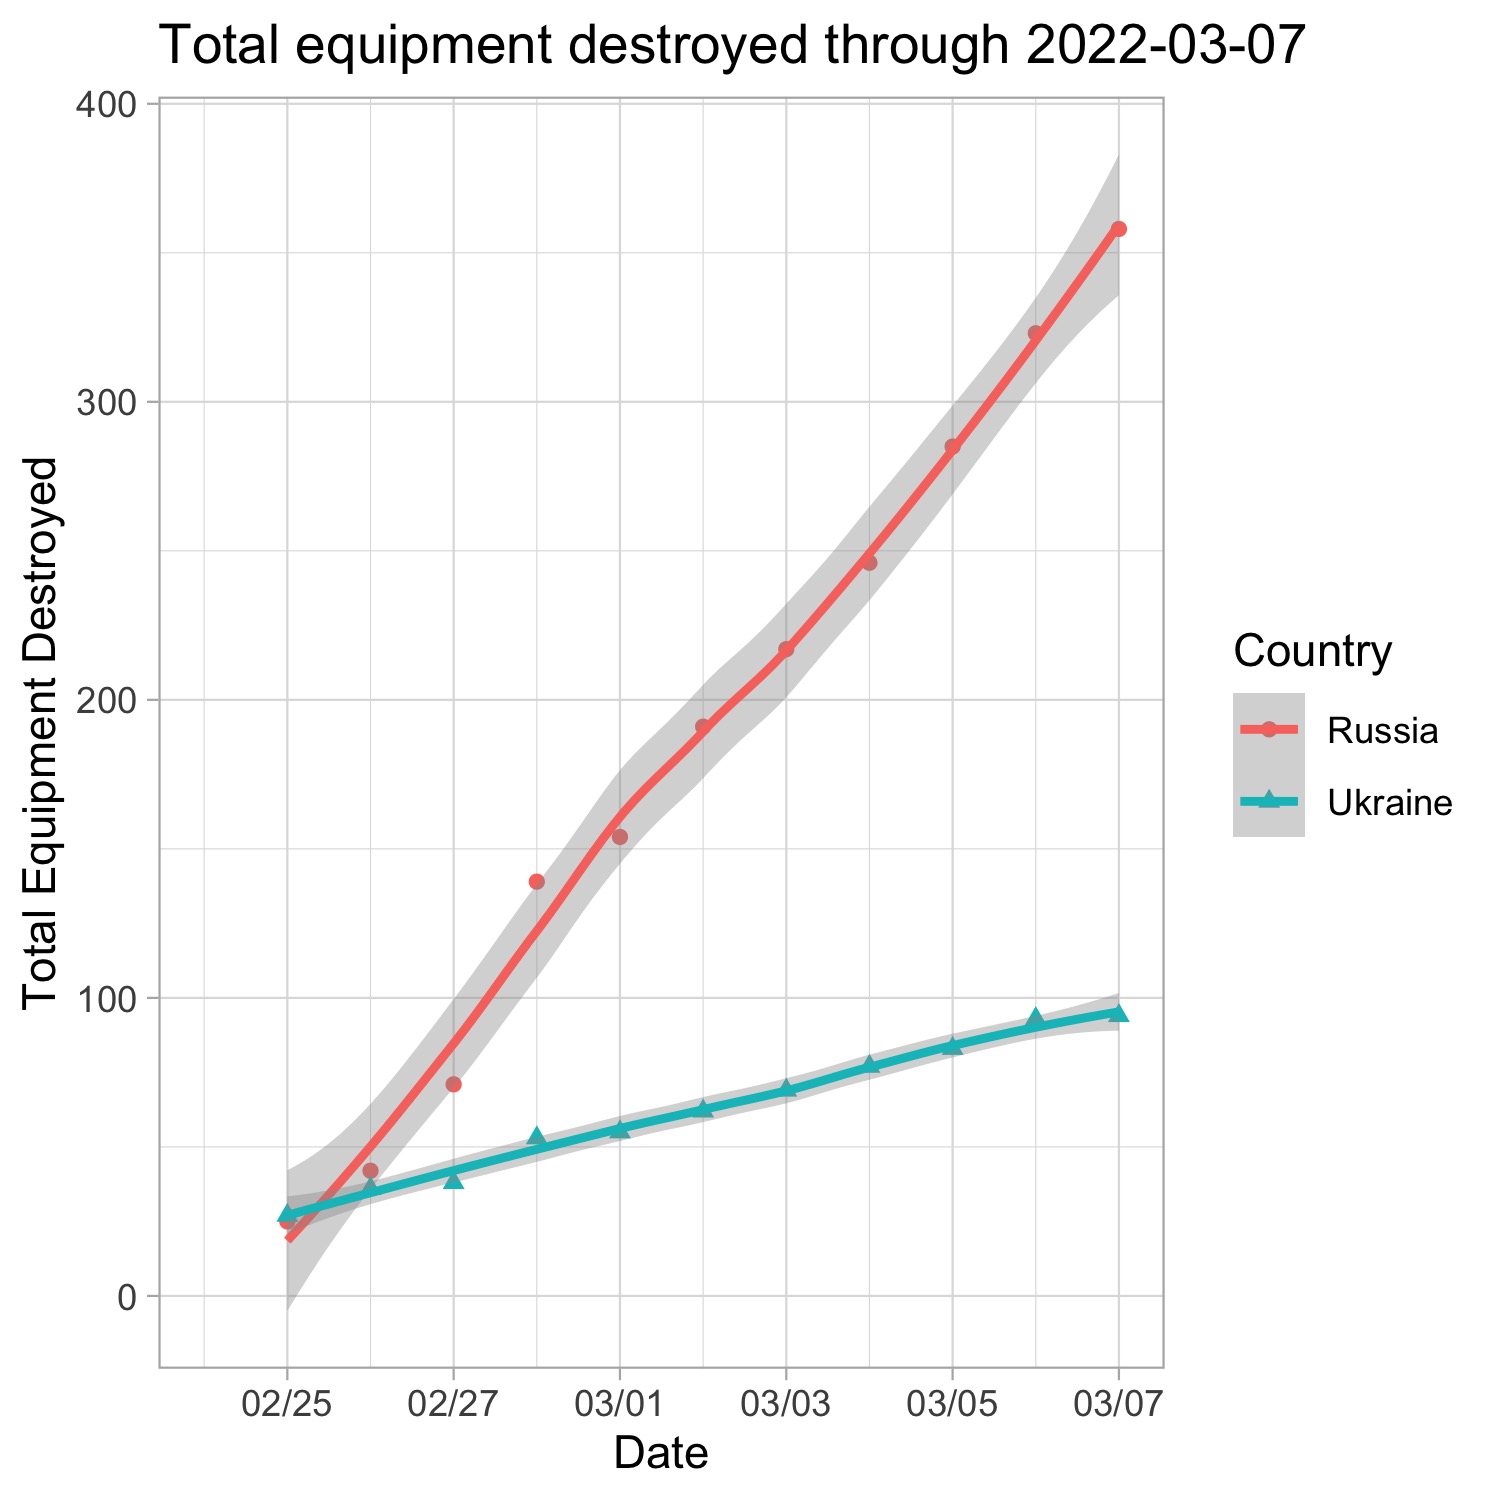 Total equipment destroyed through 2022-03-07
Total Equipment Destroyed
400
300
200
100
0
02/25 02/27 03/01 03/03 03/05 03/07
Date
Country
Russia
Ukraine